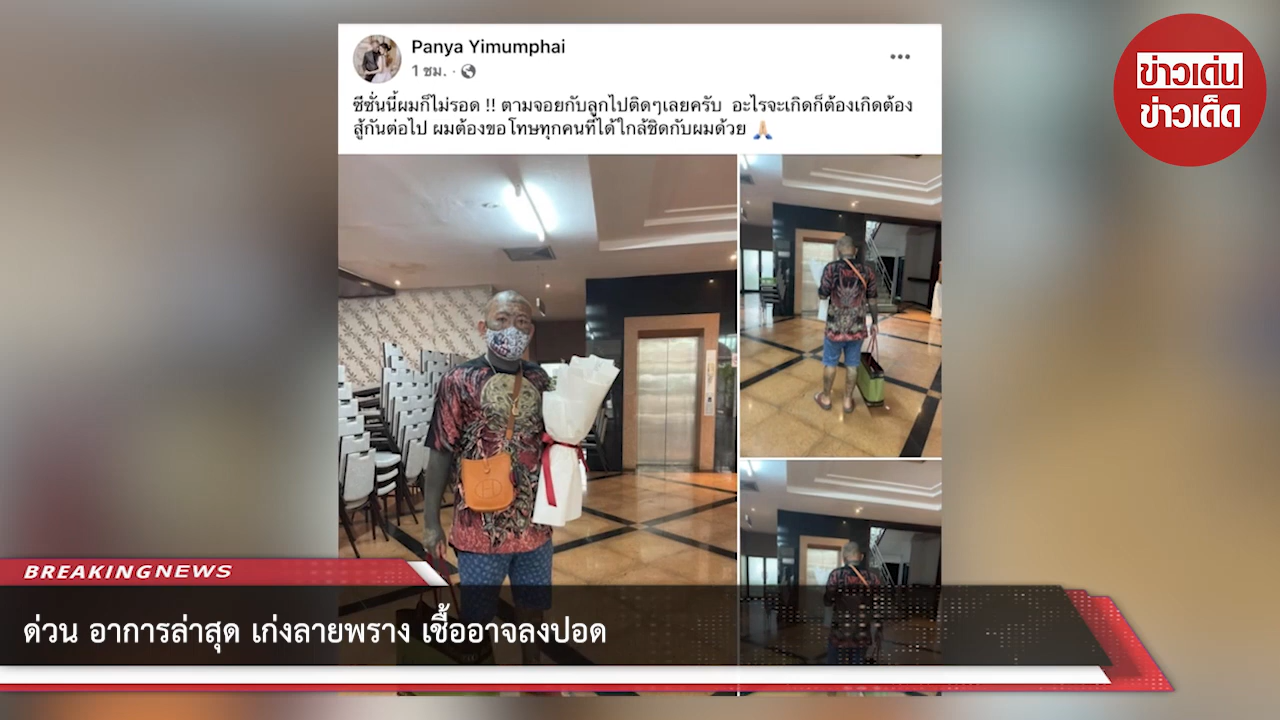 Panya Yimumphai
1 ชม. ·
ซีซั่นนี้ผมก็ไม่รอด !! ตามจอยกับลูกไปติดๆเลยครับ อะไรจะเกิดก็ต้องเกิดต้อง
สู้กันต่อไป ผมต้องขอโทษทุกคนที่ได้ใกล้ชิดกับผมด้วย 🙏🏻
ข่าวเด่น
ข่าวเด็ด
BREAKINGNEWS
ด่วน อาการล่าสุด เก่งลายพราง เชื้ออาจลงปอด